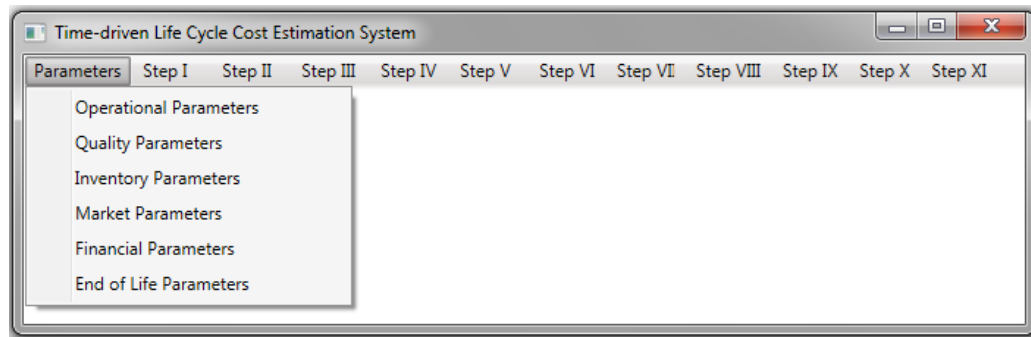 Time-driven Life Cycle Cost Estimation System
Parameters Step I Step II Step III Step IV Step V Step VI Step VII Step VIII Step IX Step X Step XI
Operational Parameters
Quality Parameters
Inventory Parameters
Market Parameters
Financial Parameters
End of Life Parameters